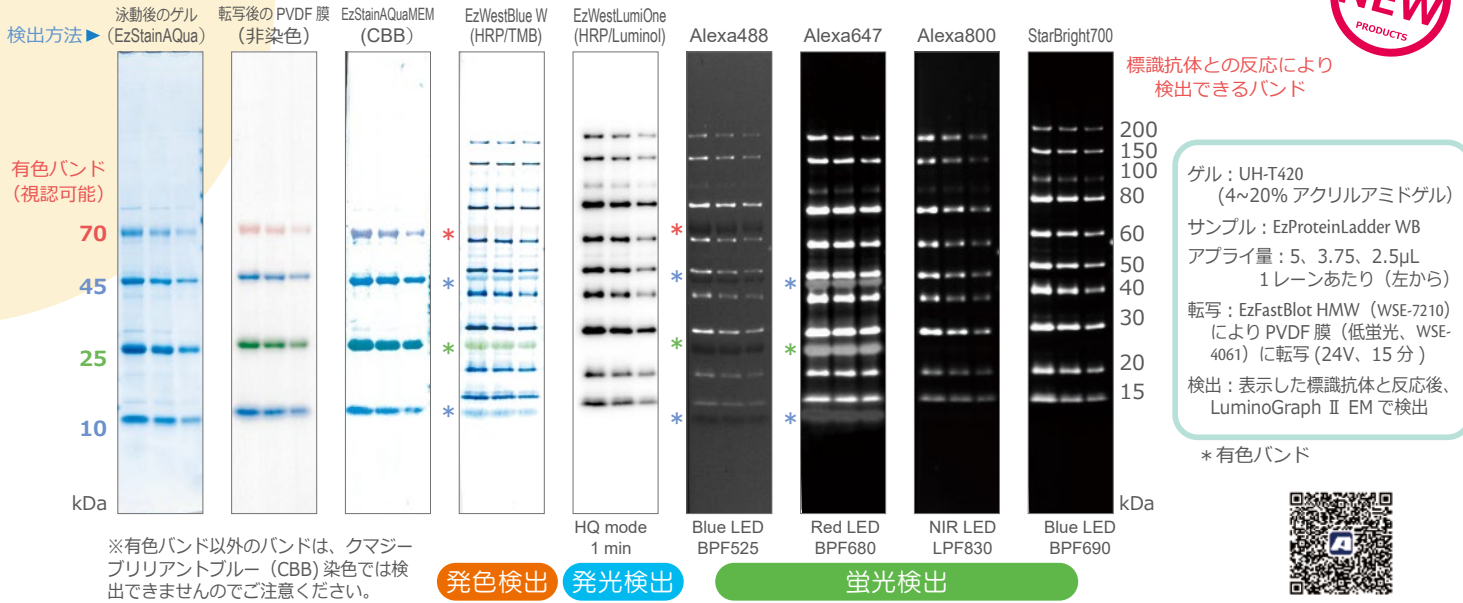 検出方法▶
泳動後のゲル
(EzStainAQua)
転写後の PVDF 膜
(非染色)
EzStainAQuaMEM
(CBB)
EzWestBlue W
(HRP/TMB)
EzWestLumiOne
(HRP/Luminol)
Alexa488
Alexa647
Alexa800
StarBright700
NEW
PRODUCTS
標識抗体との反応により
検出できるバンド
有色バンド
（視認可能）
70
45
25
10
kDa
*
*
*
*
*
*
*
*
*
*
*
200
150
100
80
60
50
40
30
20
15
kDa
ゲル：UH-T420
(4~20% アクリルアミドゲル）
サンプル：EzProteinLadder WB
アプライ量：5、3.75、2.5µL
1 レーンあたり（左から）
転写：EzFastBlot HMW（WSE-7210）
により PVDF 膜（低蛍光、WSE-
4061）に転写 (24V、15 分 )
検出：表示した標識抗体と反応後、
LuminoGraph Ⅱ EM で検出
＊有色バンド
HQ mode
1 min
Blue LED
BPF525
Red LED
BPF680
NIR LED
LPF830
Blue LED
BPF690
※有色バンド以外のバンドは、クマジー
ブリリアントブルー（CBB) 染色では検
出できませんのでご注意ください。
発色検出
発光検出
蛍光検出